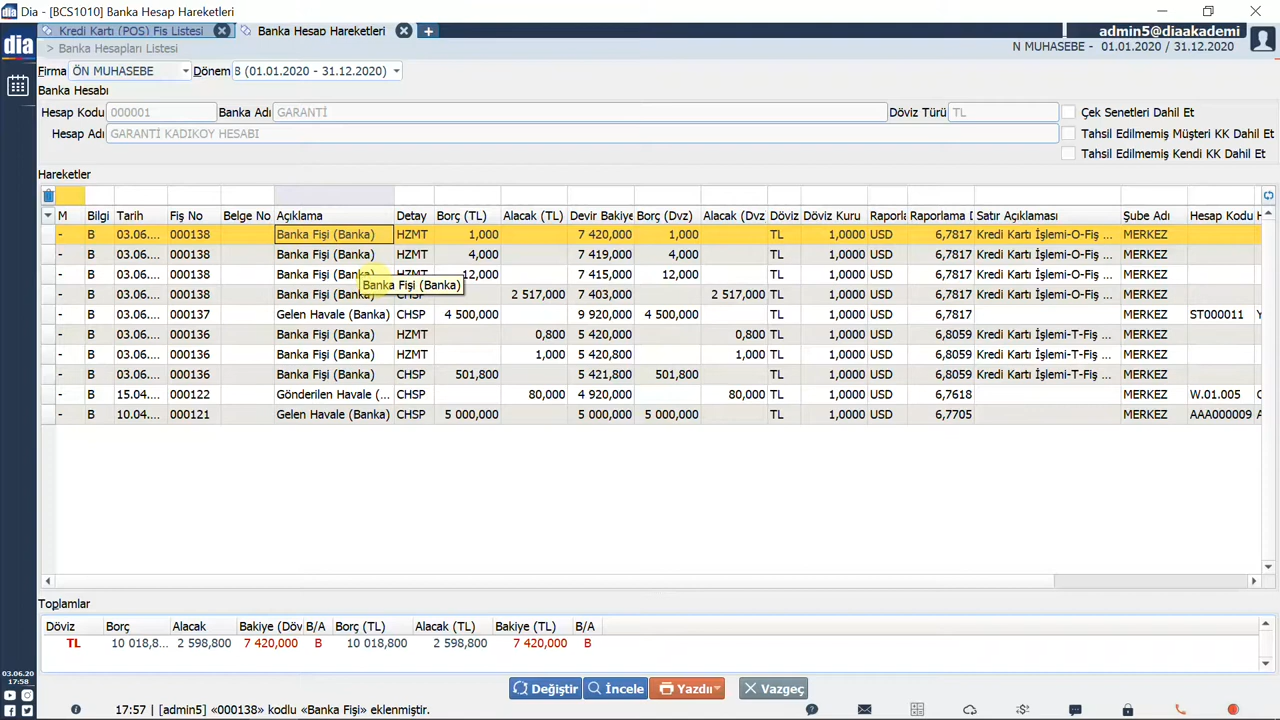 Dia - [BCS1010] Banka Hesap Hareketleri
dia
Kredi Kartı (POS) Fiş Listesi
Banka Hesap Hareketleri
admin5@diaakademi
> Banka Hesapları Listesi
N MUHASEBE - 01.01.2020 / 31.12.2020
Firma ÖN MUHASEBE Dönem B (01.01.2020 - 31.12.2020)
Banka Hesabı
Hesap Kodu 000001 Banka Adı GARANTİ Döviz Türü TL Çek Senetleri Dahil Et
Hesap Adı GARANTİ KADIKOY HESABI Tahsil Edilmemiş Müşteri KK Dahil Et
Tahsil Edilmemiş Kendi KK Dahil Et
Hareketler
M Bilgi Tarih Fiş No Belge No Açıklama Detay Borç (TL) Alacak (TL) Devir Bakiye Borç (Dvz) Alacak (Dvz Döviz Döviz Kuru Raporla Raporlama D Satır Açıklaması Şube Adı Hesap Kodu
- B 03.06.... 000138 Banka Fişi (Banka) HZMT 1,000 7 420,000 1,000 TL 1,0000 USD 6,7817 Kredi Kartı İşlemi-O-Fiş ... MERKEZ
- B 03.06.... 000138 Banka Fişi (Banka) HZMT 4,000 7 419,000 4,000 TL 1,0000 USD 6,7817 Kredi Kartı İşlemi-O-Fiş ... MERKEZ
- B 03.06.... 000138 Banka Fişi (Banka) HZMT 12,000 7 415,000 12,000 TL 1,0000 USD 6,7817 Kredi Kartı İşlemi-O-Fiş ... MERKEZ
Banka Fişi (Banka)
- B 03.06.... 000138 Banka Fişi (Banka) CHSP 2 517,000 7 403,000 2 517,000 TL 1,0000 USD 6,7817 Kredi Kartı İşlemi-O-Fiş ... MERKEZ
- B 03.06.... 000137 Gelen Havale (Banka) CHSP 4 500,000 9 920,000 4 500,000 TL 1,0000 USD 6,7817 MERKEZ ST000011
- B 03.06.... 000136 Banka Fişi (Banka) HZMT 0,800 5 420,000 0,800 TL 1,0000 USD 6,8059 Kredi Kartı İşlemi-T-Fiş ... MERKEZ
- B 03.06.... 000136 Banka Fişi (Banka) HZMT 1,000 5 420,800 1,000 TL 1,0000 USD 6,8059 Kredi Kartı İşlemi-T-Fiş ... MERKEZ
- B 03.06.... 000136 Banka Fişi (Banka) CHSP 501,800 5 421,800 501,800 TL 1,0000 USD 6,8059 Kredi Kartı İşlemi-T-Fiş ... MERKEZ
- B 15.04.... 000122 Gönderilen Havale (... CHSP 80,000 4 920,000 80,000 TL 1,0000 USD 6,7618 MERKEZ W.01.005
- B 10.04.... 000121 Gelen Havale (Banka) CHSP 5 000,000 5 000,000 5 000,000 TL 1,0000 USD 6,7705 MERKEZ AAA000009
Toplamlar
Döviz Borç Alacak Bakiye (Döv B/A Borç (TL) Alacak (TL) Bakiye (TL) B/A
TL 10 018,8... 2 598,800 7 420,000 B 10 018,800 2 598,800 7 420,000 B
03.06.20
17:58
Değiştir İncele Yazdır Vazgeç
17:57 | [admin5] «000138» kodlu «Banka Fişi» eklenmiştir.